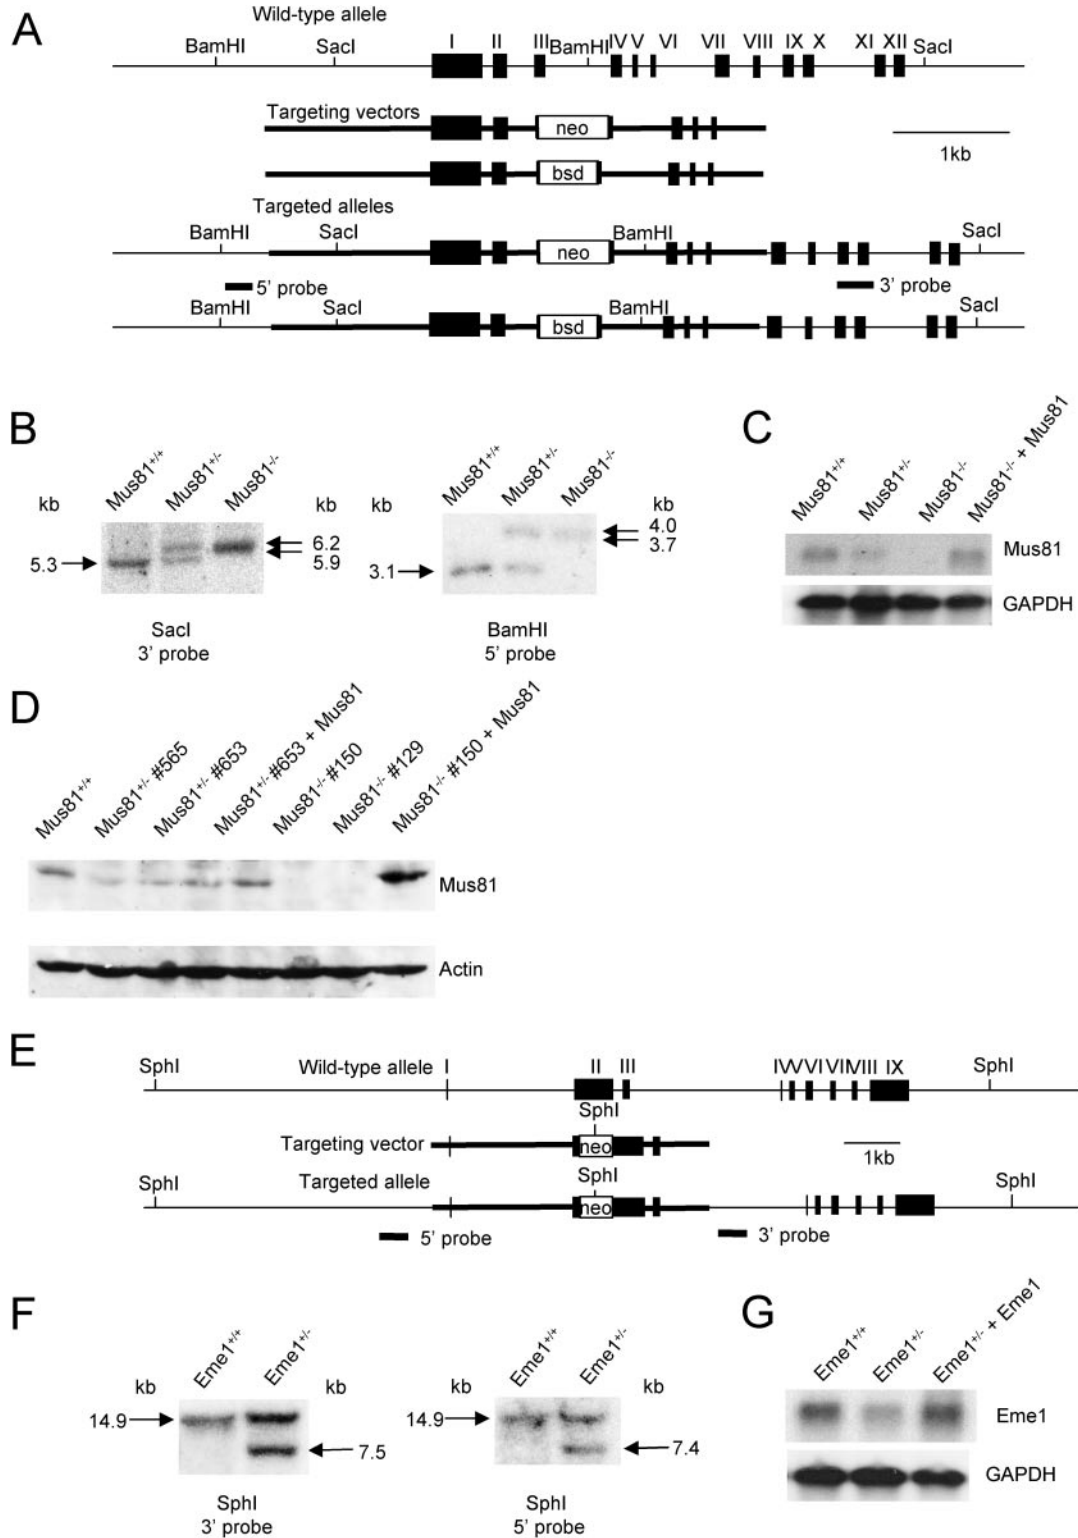 A
Wild-type allele
BamHI SacI I II III BamHI IV V VI VII VIII IX X XI XII SacI
Targeting vectors
neo
1kb
bsd
Targeted alleles
BamHI SacI BamHI SacI
neo
5' probe 3' probe
BamHI SacI BamHI SacI
bsd
B
Mus81+/+ Mus81+/- Mus81-/-
kb
5.3
6.2
5.9
SacI
3' probe
Mus81+/+ Mus81+/- Mus81-/-
kb kb
3.1
4.0
3.7
BamHI
5' probe
C
Mus81+/+ Mus81+/- Mus81-/- Mus81-/- + Mus81
Mus81
GAPDH
D
Mus81+/+ Mus81+/- #565 Mus81+/- #653 Mus81+/- #653 + Mus81 Mus81-/- #150 Mus81-/- #129 Mus81-/- #150 + Mus81
Mus81
Actin
E
SphI Wild-type allele I II III IV V VI VII VIII IX SphI
SphI
Targeting vector neo
1kb
SphI
Targeted allele
SphI SphI
neo
5' probe 3' probe
F
Eme1+/+ Eme1+/-
kb kb
14.9
7.5
SphI
3' probe
Eme1+/+ Eme1+/-
kb kb
14.9
7.4
SphI
5' probe
G
Eme1+/+ Eme1+/- Eme1+/- + Eme1
Eme1
GAPDH